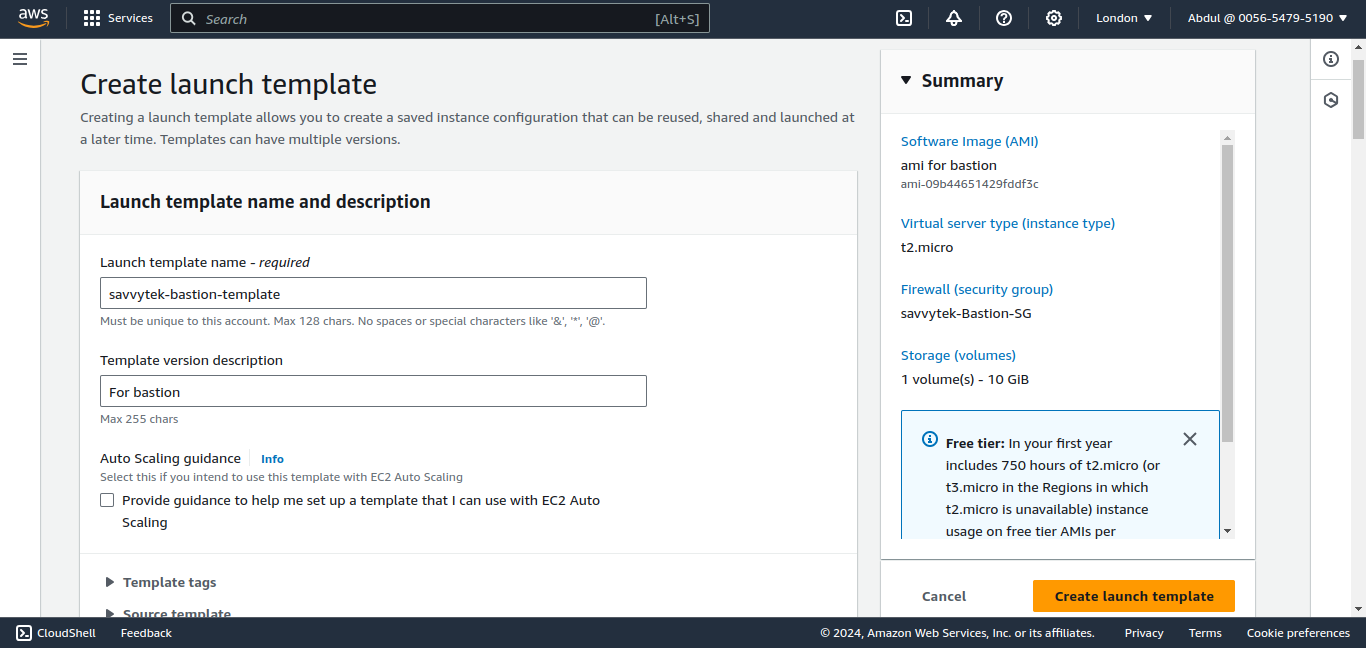 aws
Services
Search
[Alt+S]
London
Abdul @ 0056-5479-5190
Create launch template
Creating a launch template allows you to create a saved instance configuration that can be reused, shared and launched at
a later time. Templates can have multiple versions.
Launch template name and description
Launch template name - required
savvytek-bastion-template
Must be unique to this account. Max 128 chars. No spaces or special characters like '&', '*', '@'.
Template version description
For bastion
Max 255 chars
Auto Scaling guidance
Info
Select this if you intend to use this template with EC2 Auto Scaling
Provide guidance to help me set up a template that I can use with EC2 Auto
Scaling
Template tags
Source template
Summary
Software Image (AMI)
ami for bastion
ami-09b44651429fddf3c
Virtual server type (instance type)
t2.micro
Firewall (security group)
savvytek-Bastion-SG
Storage (volumes)
1 volume(s) - 10 GiB
Free tier: In your first year
includes 750 hours of t2.micro (or
t3.micro in the Regions in which
t2.micro is unavailable) instance
usage on free tier AMIs per
Cancel
Create launch template
CloudShell
Feedback
© 2024, Amazon Web Services, Inc. or its affiliates.
Privacy
Terms
Cookie preferences